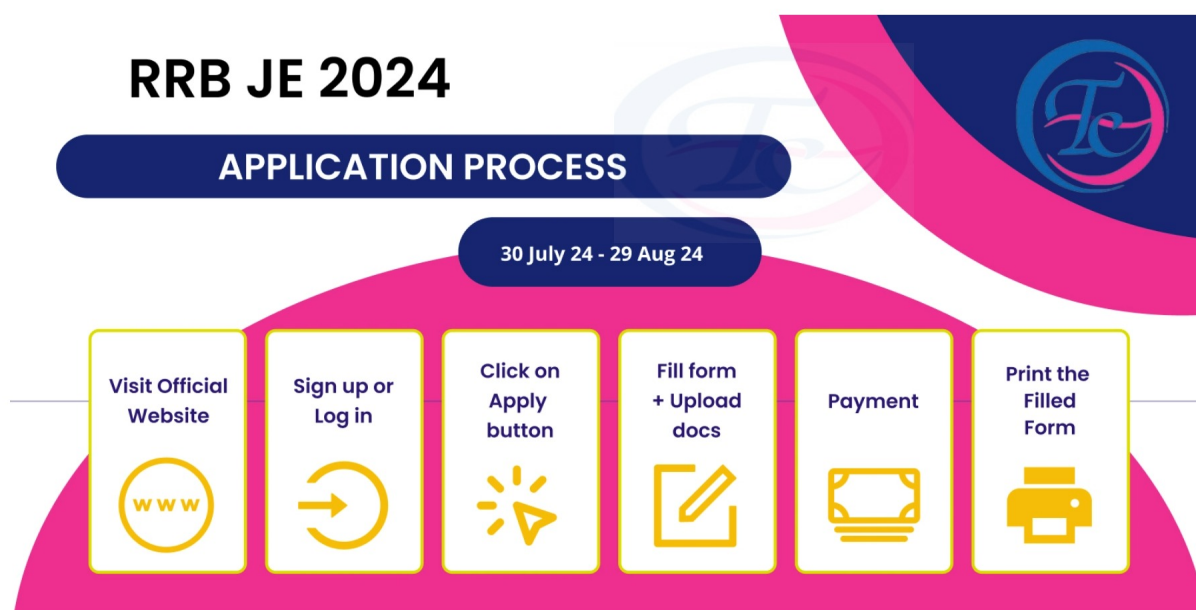 RRB JE 2024
Tc
APPLICATION PROCESS
30 July 24 - 29 Aug 24
Visit Official
Website
www
Sign up or
Log in
Click on
Apply
button
Fill form
+ Upload
docs
Payment
Print the
Filled
Form